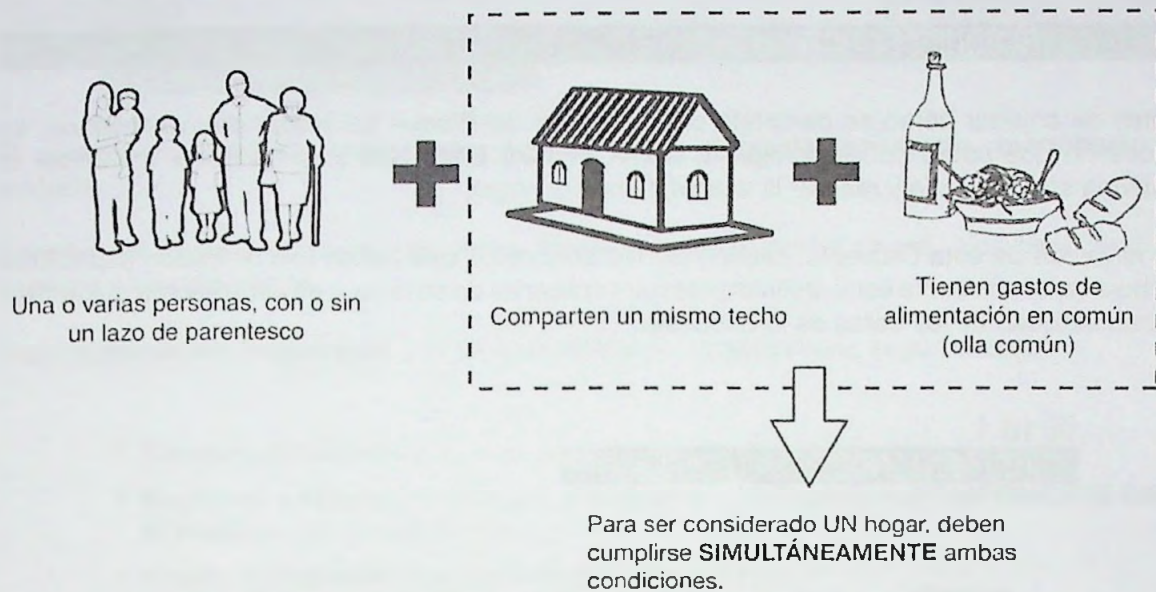 Una o varias personas, con o sin
un lazo de parentesco
Comparten un mismo techo
Tienen gastos de
alimentación en común
(olla común)
Para ser considerado UN hogar, deben
cumplirse SIMULTÁNEAMENTE ambas
condiciones.